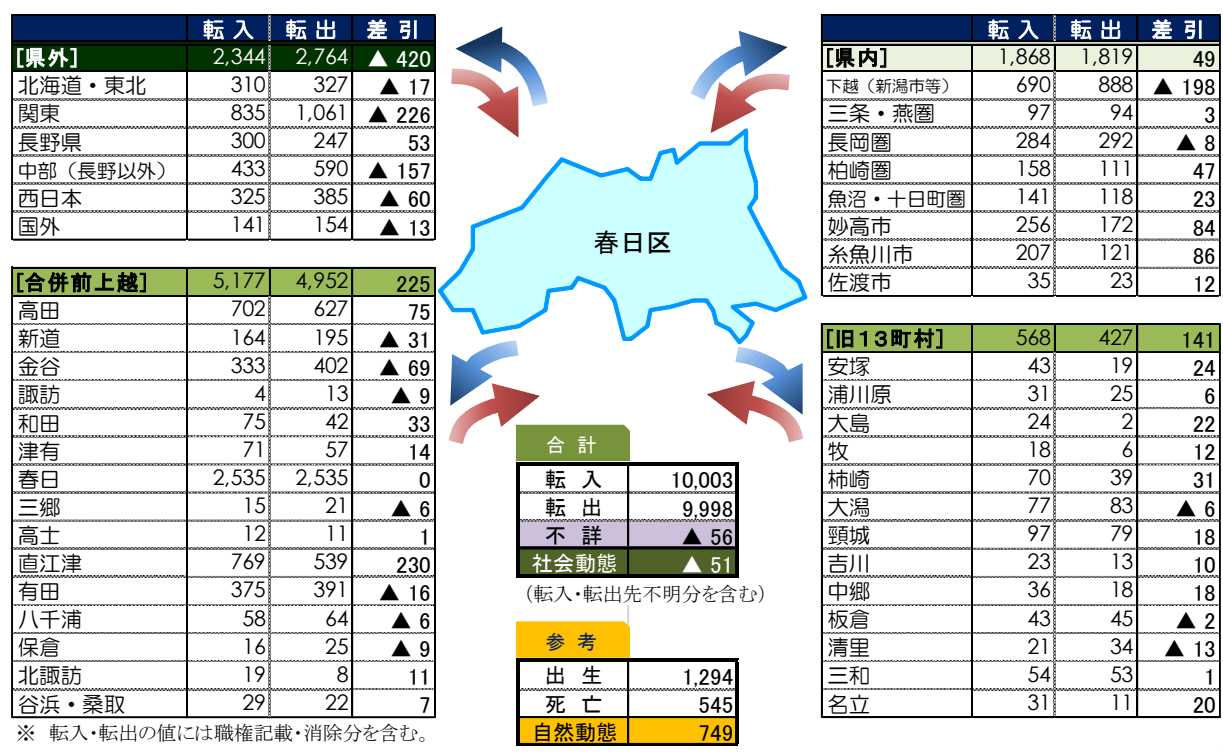 転 入 転 出 差 引
[県外] 2,344 2,764 ▲ 420
北海道・東北 310 327 ▲ 17
関東 835 1,061 ▲ 226
長野県 300 247 53
中部（長野以外） 433 590 ▲ 157
西日本 325 385 ▲ 60
国外 141 154 ▲ 13
[合併前上越] 5,177 4,952 225
高田 702 627 75
新道 164 195 ▲ 31
金谷 333 402 ▲ 69
諏訪 4 13 ▲ 9
和田 75 42 33
津有 71 57 14
春日 2,535 2,535 0
三郷 15 21 ▲ 6
高士 12 11 1
直江津 769 539 230
有田 375 391 ▲ 16
八千浦 58 64 ▲ 6
保倉 16 25 ▲ 9
北諏訪 19 8 11
谷浜・桑取 29 22 7
※ 転入・転出の値には職権記載・消除分を含む。
春日区
合 計
転 入 10,003
転 出 9,998
不 詳 ▲ 56
社会動態 ▲ 51
（転入・転出先不明分を含む）
参 考
出 生 1,294
死 亡 545
自然動態 749
転 入 転 出 差 引
[県内] 1,868 1,819 49
下越（新潟市等） 690 888 ▲ 198
三条・燕圏 97 94 3
長岡圏 284 292 ▲ 8
柏崎圏 158 111 47
魚沼・十日町圏 141 118 23
妙高市 256 172 84
糸魚川市 207 121 86
佐渡市 35 23 12
[旧１３町村] 568 427 141
安塚 43 19 24
浦川原 31 25 6
大島 24 2 22
牧 18 6 12
柿崎 70 39 31
大潟 77 83 ▲ 6
頸城 97 79 18
吉川 23 13 10
中郷 36 18 18
板倉 43 45 ▲ 2
清里 21 34 ▲ 13
三和 54 53 1
名立 31 11 20